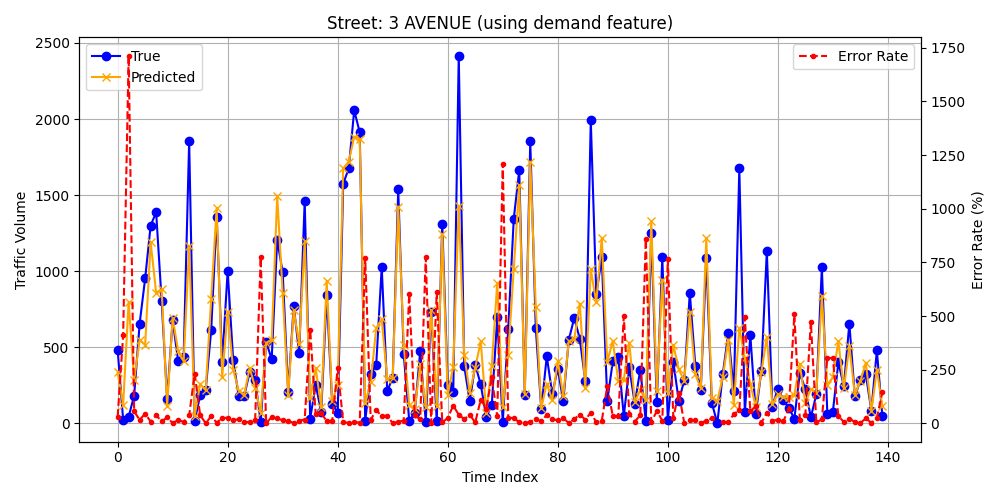 Street: 3 AVENUE (using demand feature)
True
Predicted
Error Rate
Traffic Volume
2500
2000
1500
1000
500
0
Error Rate (%)
1750
1500
1250
1000
750
500
250
0
0 20 40 60 80 100 120 140
Time Index